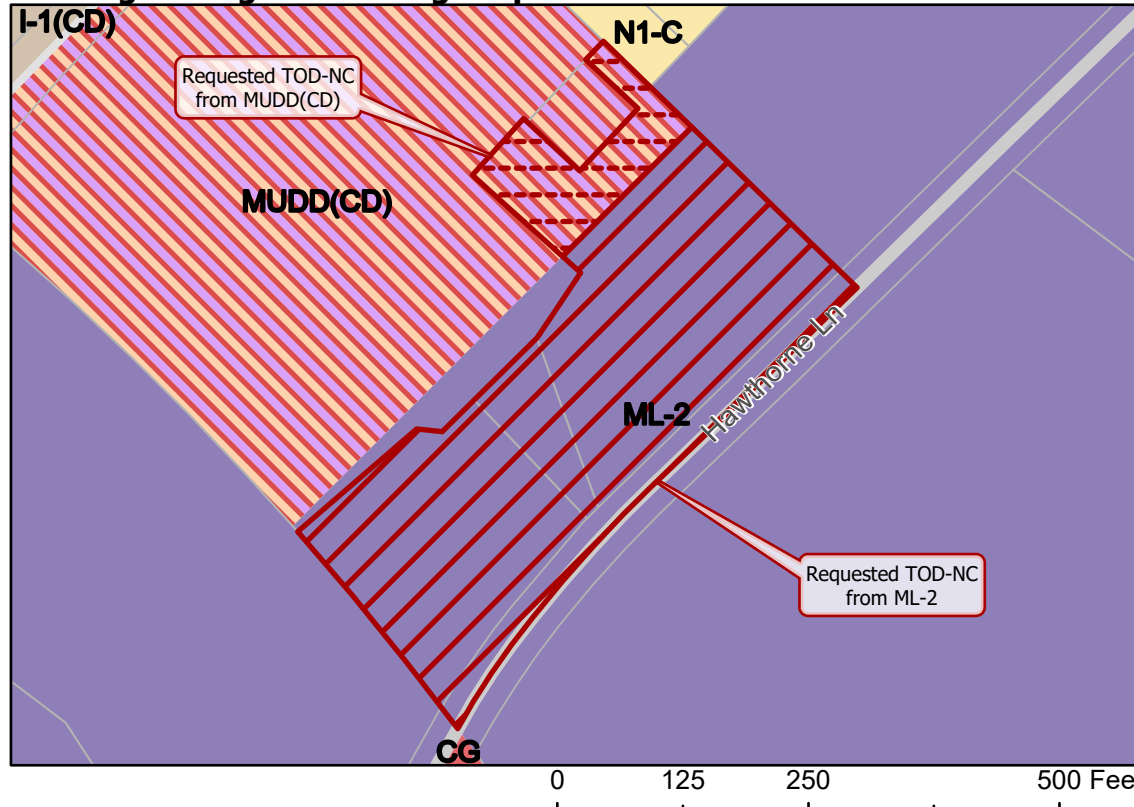 I-1(CD)
N1-C
Requested TOD-NC
from MUDD(CD)
MUDD(CD)
Hawthorne Ln
ML-2
Requested TOD-NC
from ML-2
CG
0 125 250 500 Fee